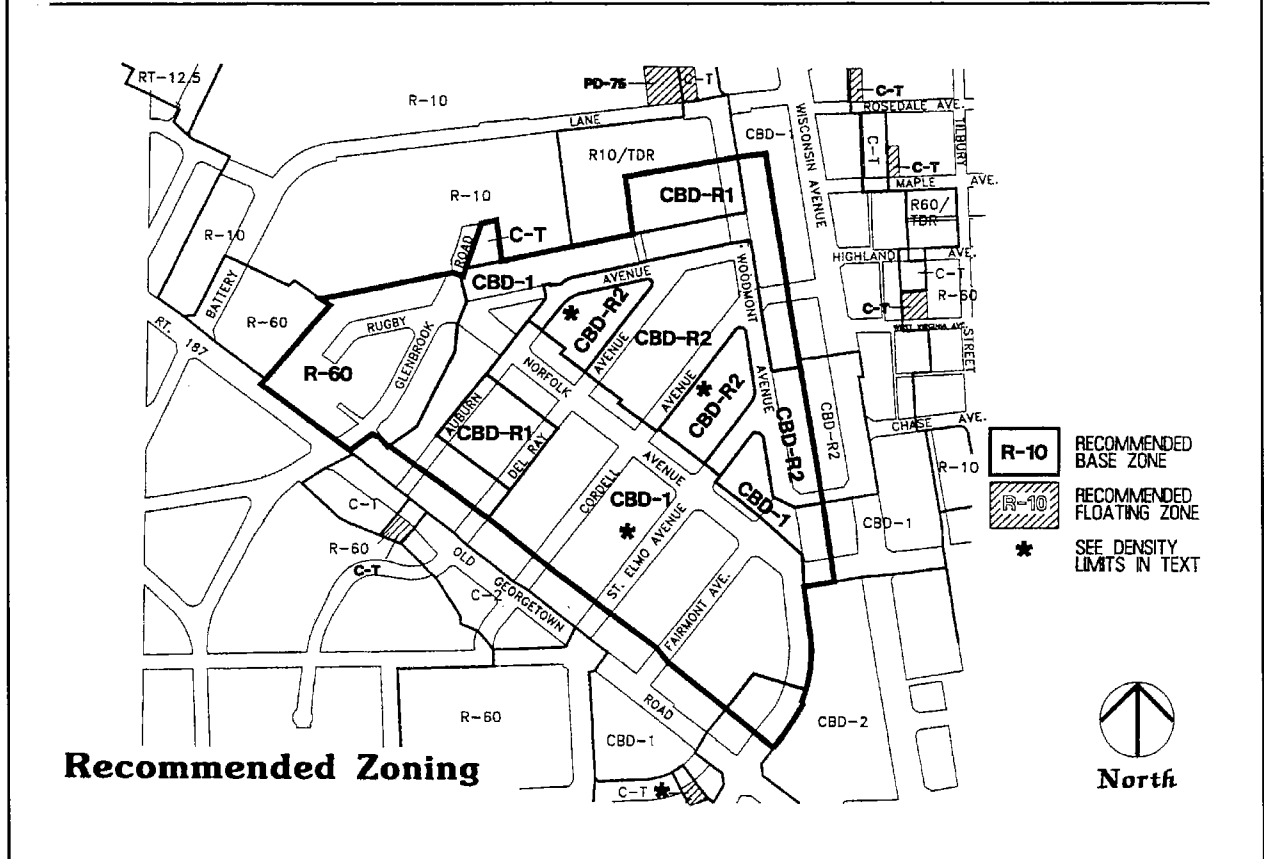 RT-12.5
R-10
PD-75
C-T
C-T
ROSEDALE AVE.
LANE
CBD-1
WISCONSIN AVENUE
C-T
TILBURY
R10/TDR
C-T
MAPLE AVE.
CBD-R1
R-10
R60/
TDR
R-10
ROAD
C-T
HIGHLAND AVE.
WOODMONT
AVENUE
CBD-1
C-T
BATTERY
CBD-R2
*
R-60
C-T
R-60
RUGBY
AVENUE
CBD-R2
STREET
RT. 187
GLENBROOK
NORFOLK
AVENUE
*
CBD-R2
AVENUE
R-60
AUBURN
CBD-R1
DEL RAY
CBD-R2
CBD-R2
CHASE AVE.
AVENUE
R-10
RECOMMENDED
BASE ZONE
R-10
CORDELL
CBD-1
*
CBD-1
R-10
RECOMMENDED
FLOATING ZONE
C-T
CBD-1
* SEE DENSITY
LIMITS IN TEXT
R-60
OLD
C-T
ST. ELMO AVENUE
C-2
GEORGETOWN
FAIRMONT AVE.
ROAD
R-60
CBD-2
CBD-1
Recommended Zoning
C-T *
North